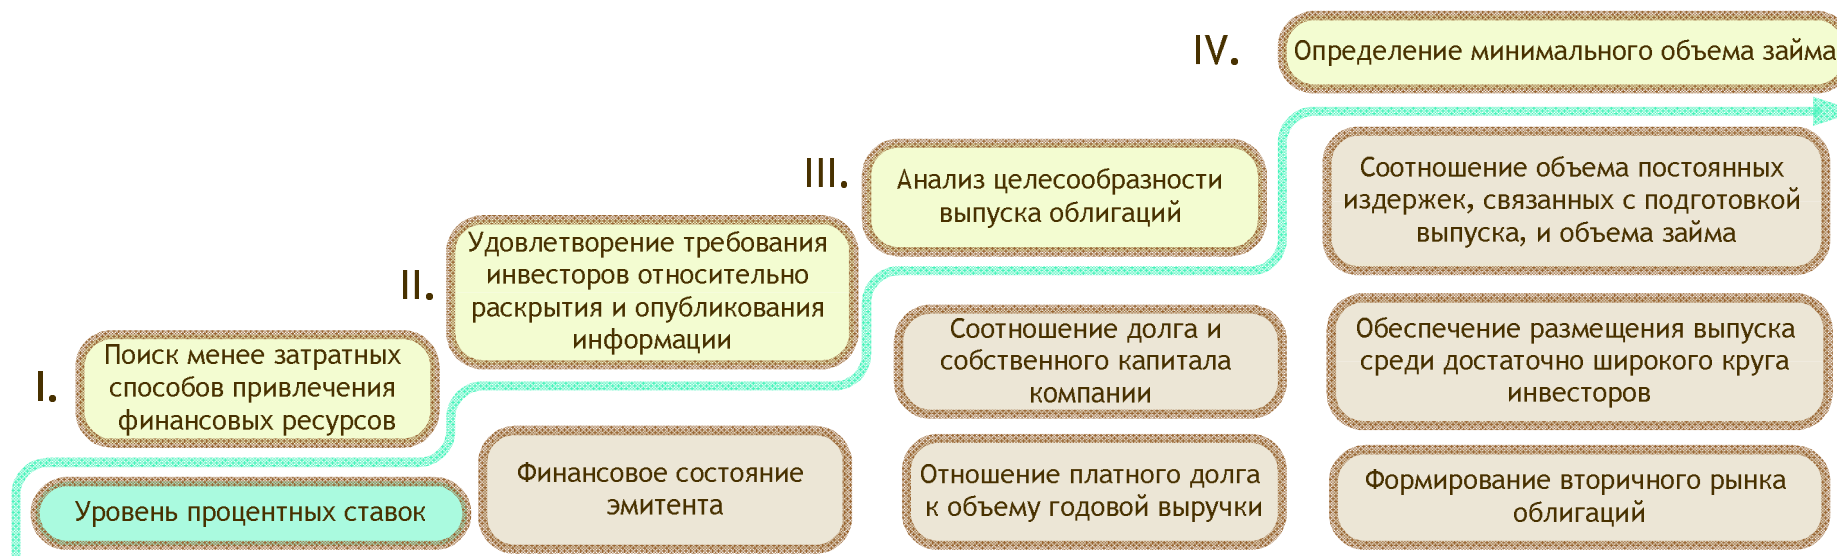 I.
Поиск менее затратных
способов привлечения
финансовых ресурсов
Уровень процентных ставок
II.
Удовлетворение требования
инвесторов относительно
раскрытия и опубликования
информации
Финансовое состояние
эмитента
III.
Анализ целесообразности
выпуска облигаций
Соотношение долга и
собственного капитала
компании
Отношение платного долга
к объему годовой выручки
IV.
Определение минимального объема займа
Соотношение объема постоянных
издержек, связанных с подготовкой
выпуска, и объема займа
Обеспечение размещения выпуска
среди достаточно широкого круга
инвесторов
Формирование вторичного рынка
облигаций